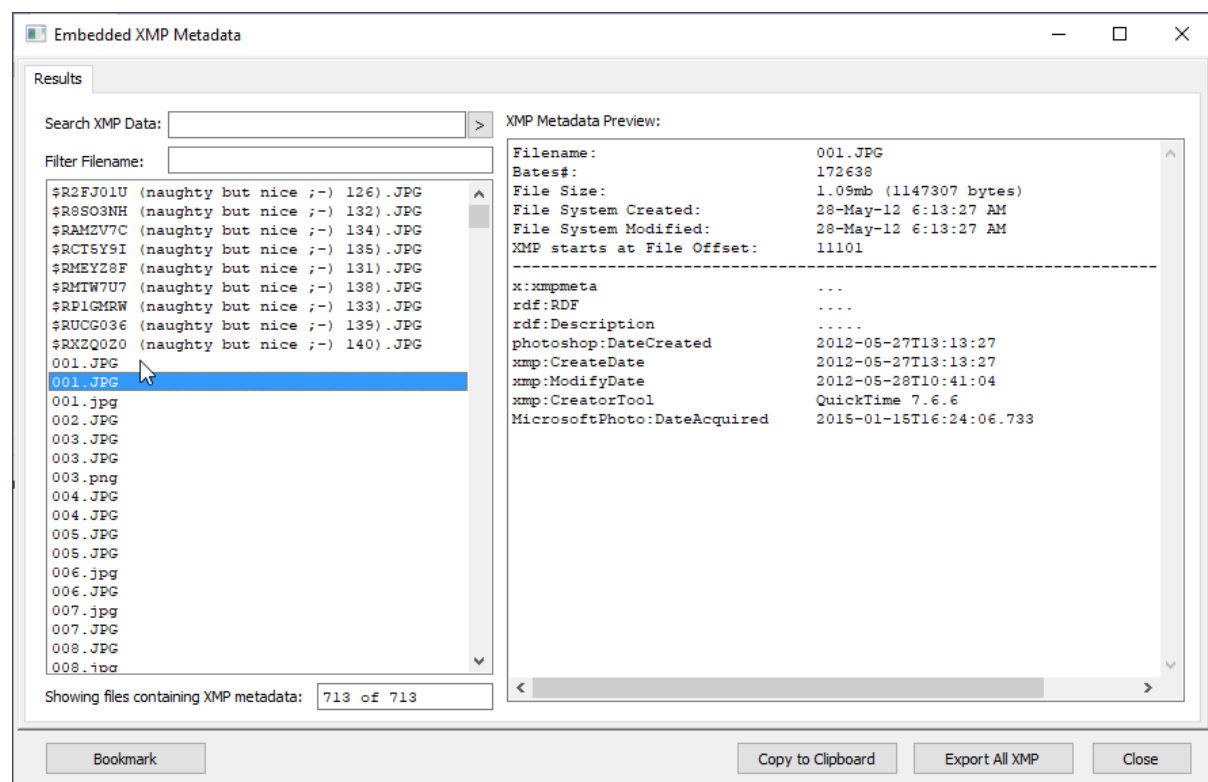 Embedded XMP Metadata
Results
Search XMP Data:
>
Filter Filename:
$R2FJ01U (naughty but nice ;-) 126).JPG
$R8SO3NH (naughty but nice ;-) 132).JPG
$RAMZV7C (naughty but nice ;-) 134).JPG
$RCT5Y9I (naughty but nice ;-) 135).JPG
$RMEYZ8F (naughty but nice ;-) 131).JPG
$RMTW7U7 (naughty but nice ;-) 138).JPG
$RP1GMRW (naughty but nice ;-) 133).JPG
$RUCG036 (naughty but nice ;-) 139).JPG
$RXZQ0Z0 (naughty but nice ;-) 140).JPG
001.JPG
001.JPG
001.jpg
002.JPG
003.JPG
003.JPG
003.png
004.JPG
004.JPG
005.JPG
005.JPG
006.jpg
006.JPG
007.jpg
007.JPG
008.JPG
008.jpg
Showing files containing XMP metadata: 713 of 713
XMP Metadata Preview:
Filename: 001.JPG
Bates#: 172638
File Size: 1.09mb (1147307 bytes)
File System Created: 28-May-12 6:13:27 AM
File System Modified: 28-May-12 6:13:27 AM
XMP starts at File Offset: 11101
--------------------------------------------------------------------
x:xmpmeta ...
rdf:RDF ....
rdf:Description .....
photoshop:DateCreated 2012-05-27T13:13:27
xmp:CreateDate 2012-05-27T13:13:27
xmp:ModifyDate 2012-05-28T10:41:04
xmp:CreatorTool QuickTime 7.6.6
MicrosoftPhoto:DateAcquired 2015-01-15T16:24:06.733
Bookmark
Copy to Clipboard
Export All XMP
Close